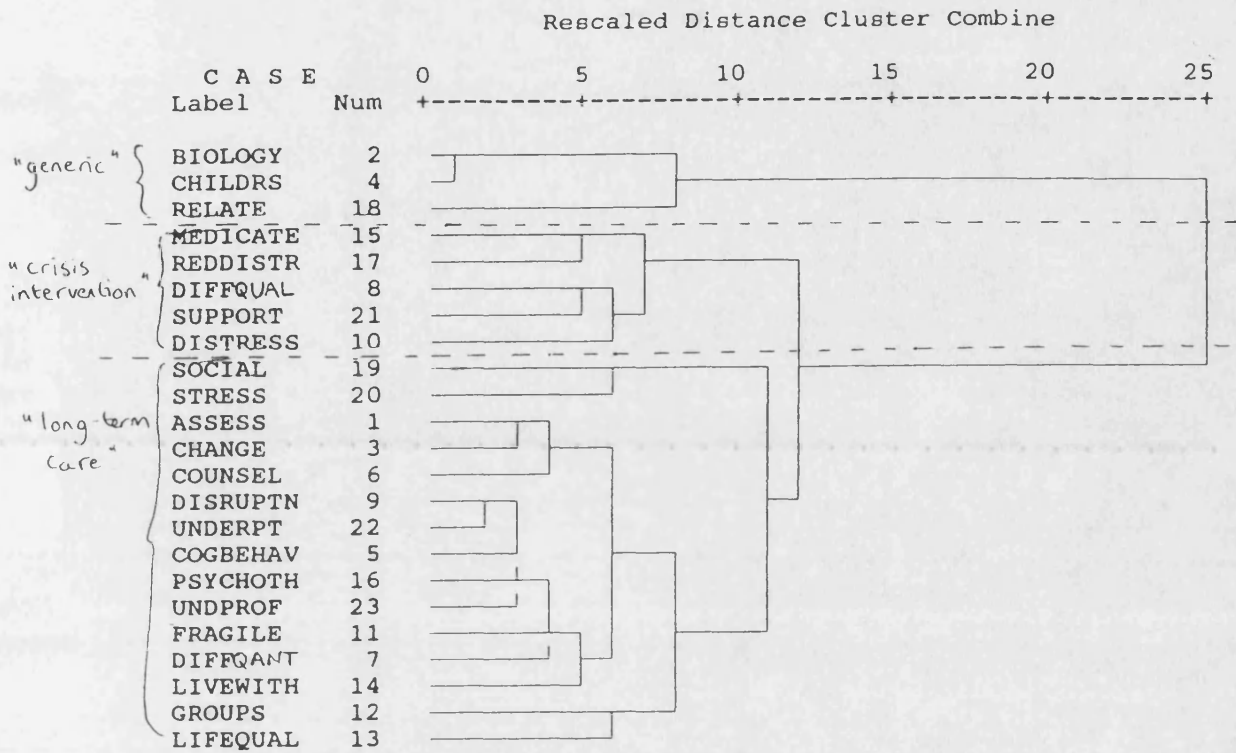 Rescaled Distance Cluster Combine
C A S E 0 5 10 15 20 25
Label Num +---------+---------+---------+---------+---------+
"generic"
BIOLOGY 2
CHILDRS 4
RELATE 18
"crisis intervention"
MEDICATE 15
REDDISTR 17
DIFFQUAL 8
SUPPORT 21
DISTRESS 10
"long-term care"
SOCIAL 19
STRESS 20
ASSESS 1
CHANGE 3
COUNSEL 6
DISRUPTN 9
UNDERPT 22
COGBEHAV 5
PSYCHOTH 16
UNDPROF 23
FRAGILE 11
DIFFQANT 7
LIVEWITH 14
GROUPS 12
LIFEQUAL 13